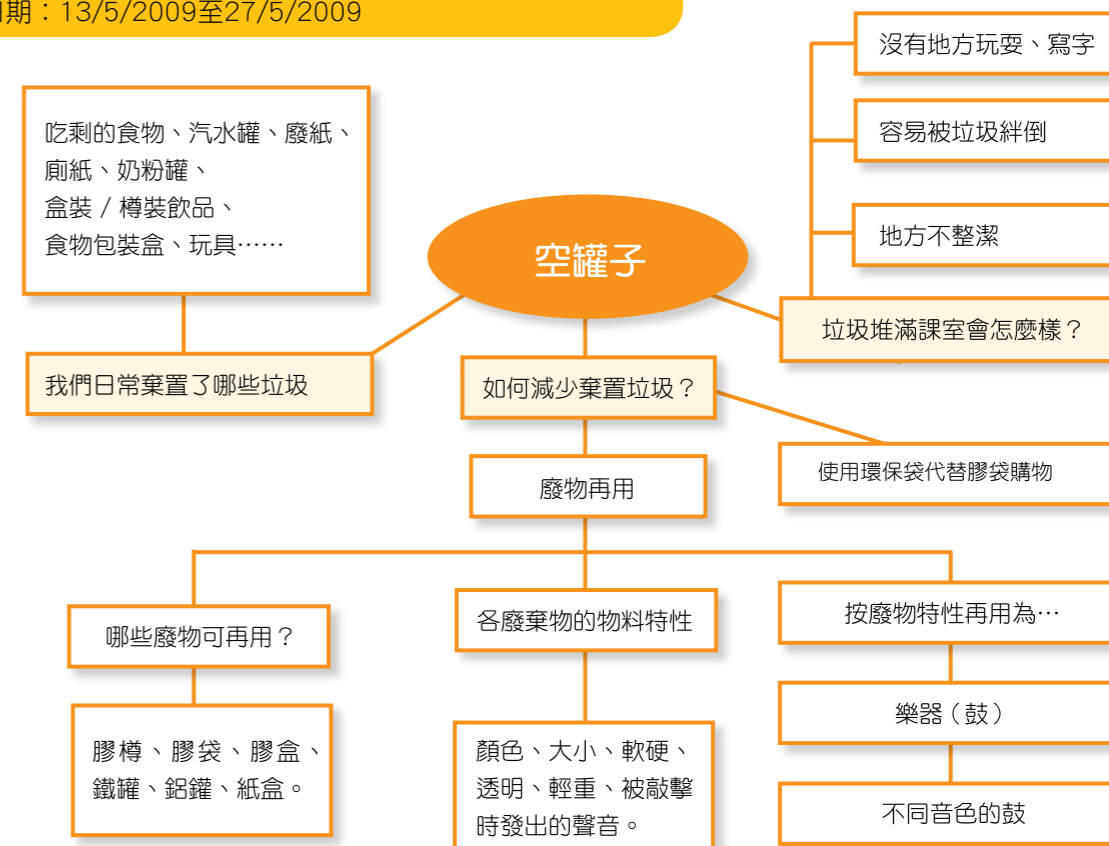 期：13/5/2009至27/5/2009
沒有地方玩耍、寫字
容易被垃圾絆倒
地方不整潔
垃圾堆滿課室會怎麼樣？
吃剩的食物、汽水罐、廢紙、
廁紙、奶粉罐、
盒裝 / 樽裝飲品、
食物包裝盒、玩具……
空罐子
我們日常棄置了哪些垃圾
如何減少棄置垃圾？
使用環保袋代替膠袋購物
廢物再用
哪些廢物可再用？
膠樽、膠袋、膠盒、
鐵罐、鋁鑵、紙盒。
各廢棄物的物料特性
顏色、大小、軟硬、
透明、輕重、被敲擊
時發出的聲音。
按廢物特性再用為…
樂器（鼓）
不同音色的鼓